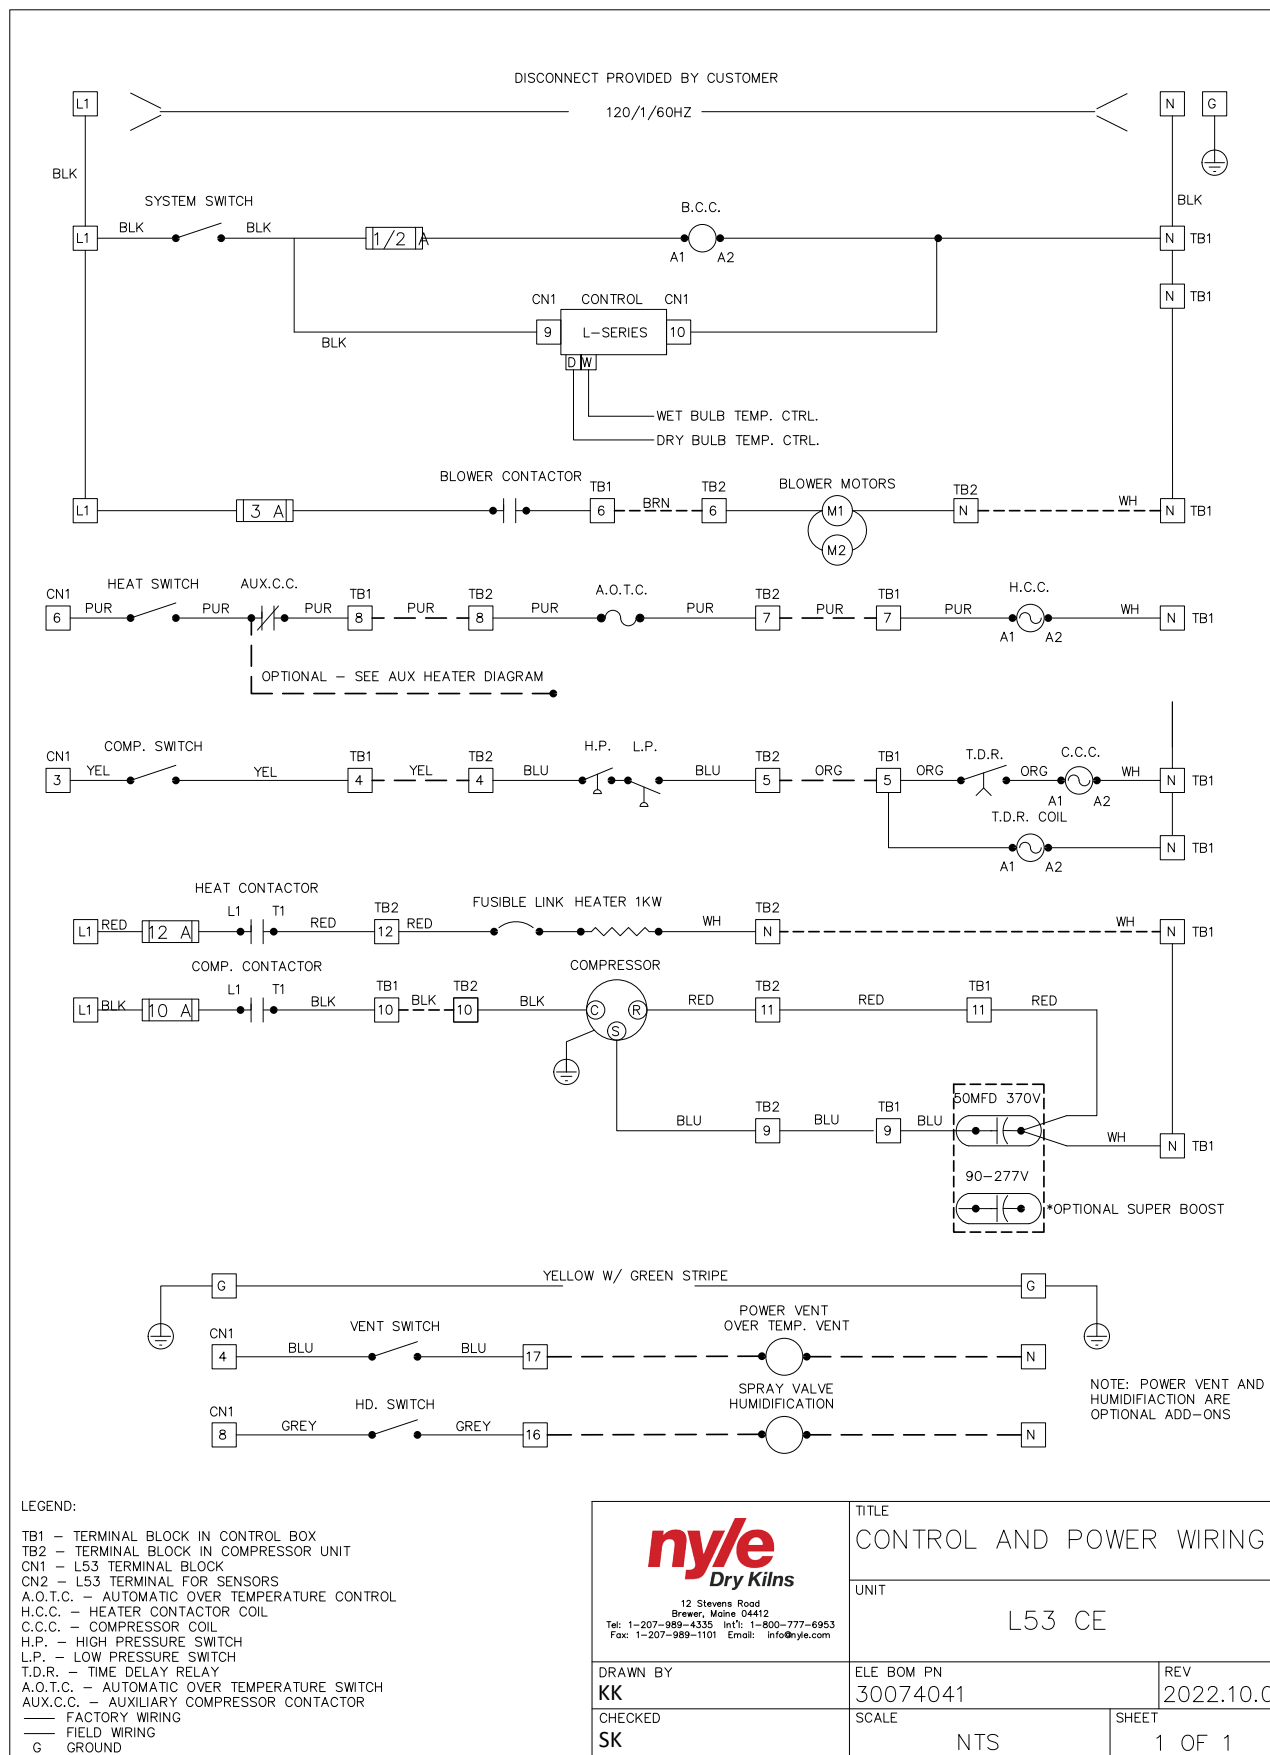 DISCONNECT PROVIDED BY CUSTOMER
L1 120/1/60HZ N G
BLK
SYSTEM SWITCH B.C.C. BLK
L1 BLK BLK 1/2 A A1 A2 N TB1
N TB1
CN1 CONTROL CN1
BLK 9 L-SERIES 10
D W
WET BULB TEMP. CTRL.
DRY BULB TEMP. CTRL.
BLOWER CONTACTOR TB1 TB2 BLOWER MOTORS TB2
L1 3 A 6 BRN 6 M1 N WH N TB1
M2
CN1 HEAT SWITCH AUX.C.C. TB1 TB2 A.O.T.C. TB2 TB1 H.C.C.
6 PUR PUR PUR 8 PUR 8 PUR PUR 7 PUR 7 PUR A1 A2 WH N TB1
OPTIONAL - SEE AUX HEATER DIAGRAM
CN1 COMP. SWITCH TB1 TB2 H.P. L.P. TB2 TB1 T.D.R. C.C.C.
3 YEL YEL 4 YEL 4 BLU BLU 5 ORG 5 ORG ORG A1 A2 WH N TB1
T.D.R. COIL
A1 A2 N TB1
HEAT CONTACTOR TB2 FUSIBLE LINK HEATER 1KW TB2
L1 RED 12 A L1 T1 RED 12 RED WH N WH N TB1
COMP. CONTACTOR TB1 TB2 COMPRESSOR TB2 TB1
L1 BLK 10 A L1 T1 BLK 10 BLK 10 BLK C R S RED 11 RED 11 RED
TB2 TB1 50MFD 370V
BLU 9 BLU 9 BLU WH N TB1
90-277V
*OPTIONAL SUPER BOOST
G YELLOW W/ GREEN STRIPE G
POWER VENT
OVER TEMP. VENT
CN1 VENT SWITCH
4 BLU BLU 17 N
SPRAY VALVE
HUMIDIFICATION
CN1 HD. SWITCH
8 GREY GREY 16 N
NOTE: POWER VENT AND
HUMIDIFIACTION ARE
OPTIONAL ADD-ONS
LEGEND:
TB1 - TERMINAL BLOCK IN CONTROL BOX
TB2 - TERMINAL BLOCK IN COMPRESSOR UNIT
CN1 - L53 TERMINAL BLOCK
CN2 - L53 TERMINAL FOR SENSORS
A.O.T.C. - AUTOMATIC OVER TEMPERATURE CONTROL
H.C.C. - HEATER CONTACTOR COIL
C.C.C. - COMPRESSOR COIL
H.P. - HIGH PRESSURE SWITCH
L.P. - LOW PRESSURE SWITCH
T.D.R. - TIME DELAY RELAY
A.O.T.C. - AUTOMATIC OVER TEMPERATURE SWITCH
AUX.C.C. - AUXILIARY COMPRESSOR CONTACTOR
FACTORY WIRING
FIELD WIRING
G GROUND
nyle
Dry Kilns
12 Stevens Road
Brewer, Maine 04412
Tel: 1-207-989-4335 Int'l: 1-800-777-6953
Fax: 1-207-989-1101 Email: info@nyle.com
TITLE
CONTROL AND POWER WIRING
UNIT
L53 CE
DRAWN BY
KK
ELE BOM PN
30074041
REV
2022.10.0
CHECKED
SK
SCALE
NTS
SHEET
1 OF 1